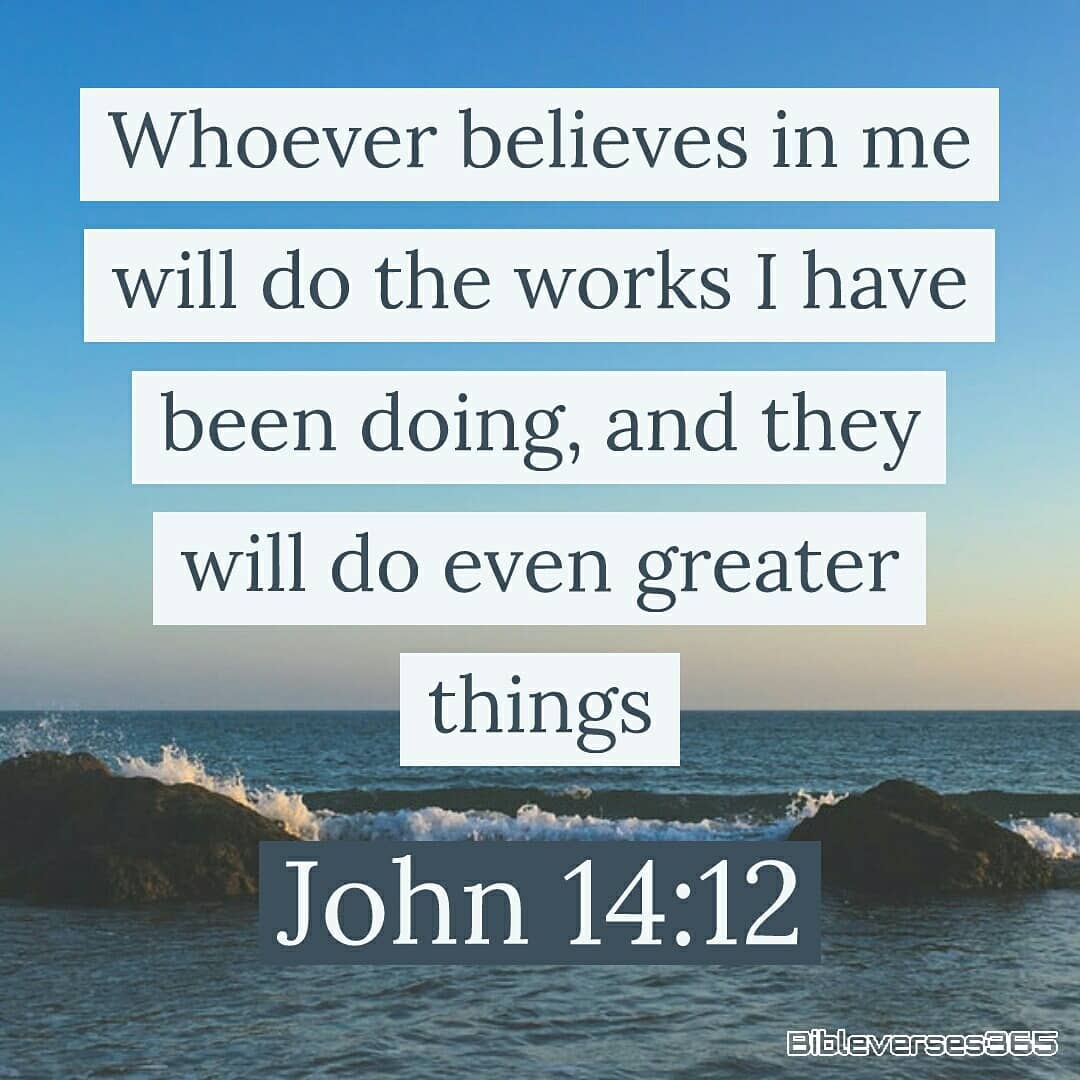 Whoever believes in me
will do the works I have
been doing, and they
will do even greater
things
John 14:12
Bibleverses365